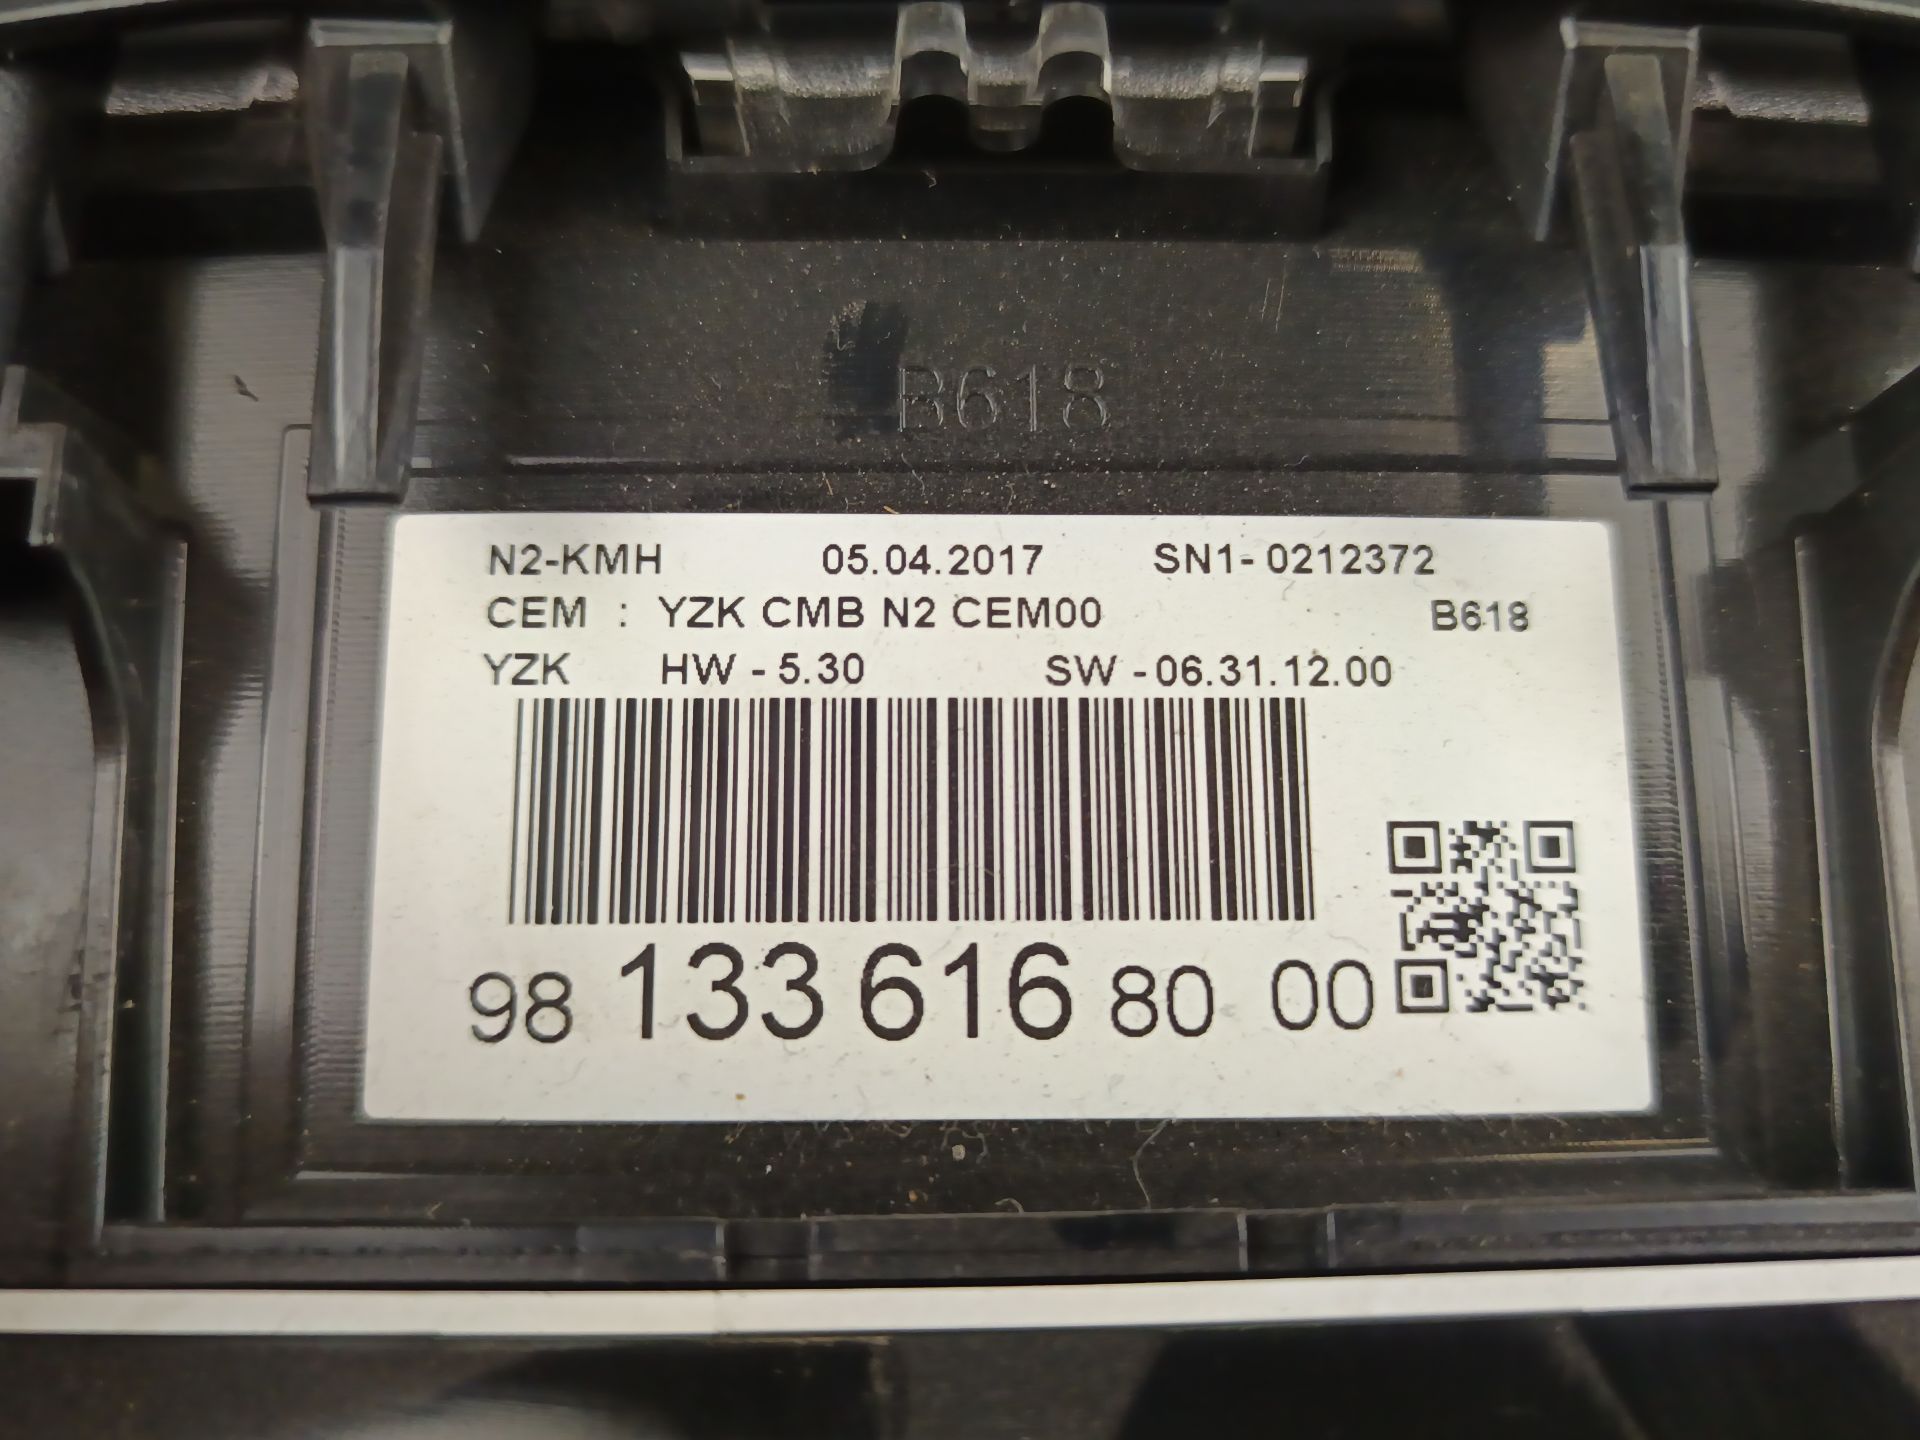 B618
N2-KMH 05.04.2017 SN1-0212372
CEM : YZK CMB N2 CEM00 B618
YZK HW - 5.30 SW - 06.31.12.00
98 133 616 80 00